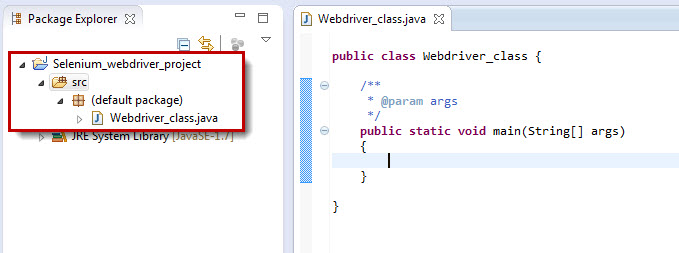 Package Explorer
Selenium_webdriver_project
src
(default package)
Webdriver_class.java
JRE System Library [JavaSE-1.7]
Webdriver_class.java
public class Webdriver_class {
/**
* @param args
*/
public static void main(String[] args)
{
}
}